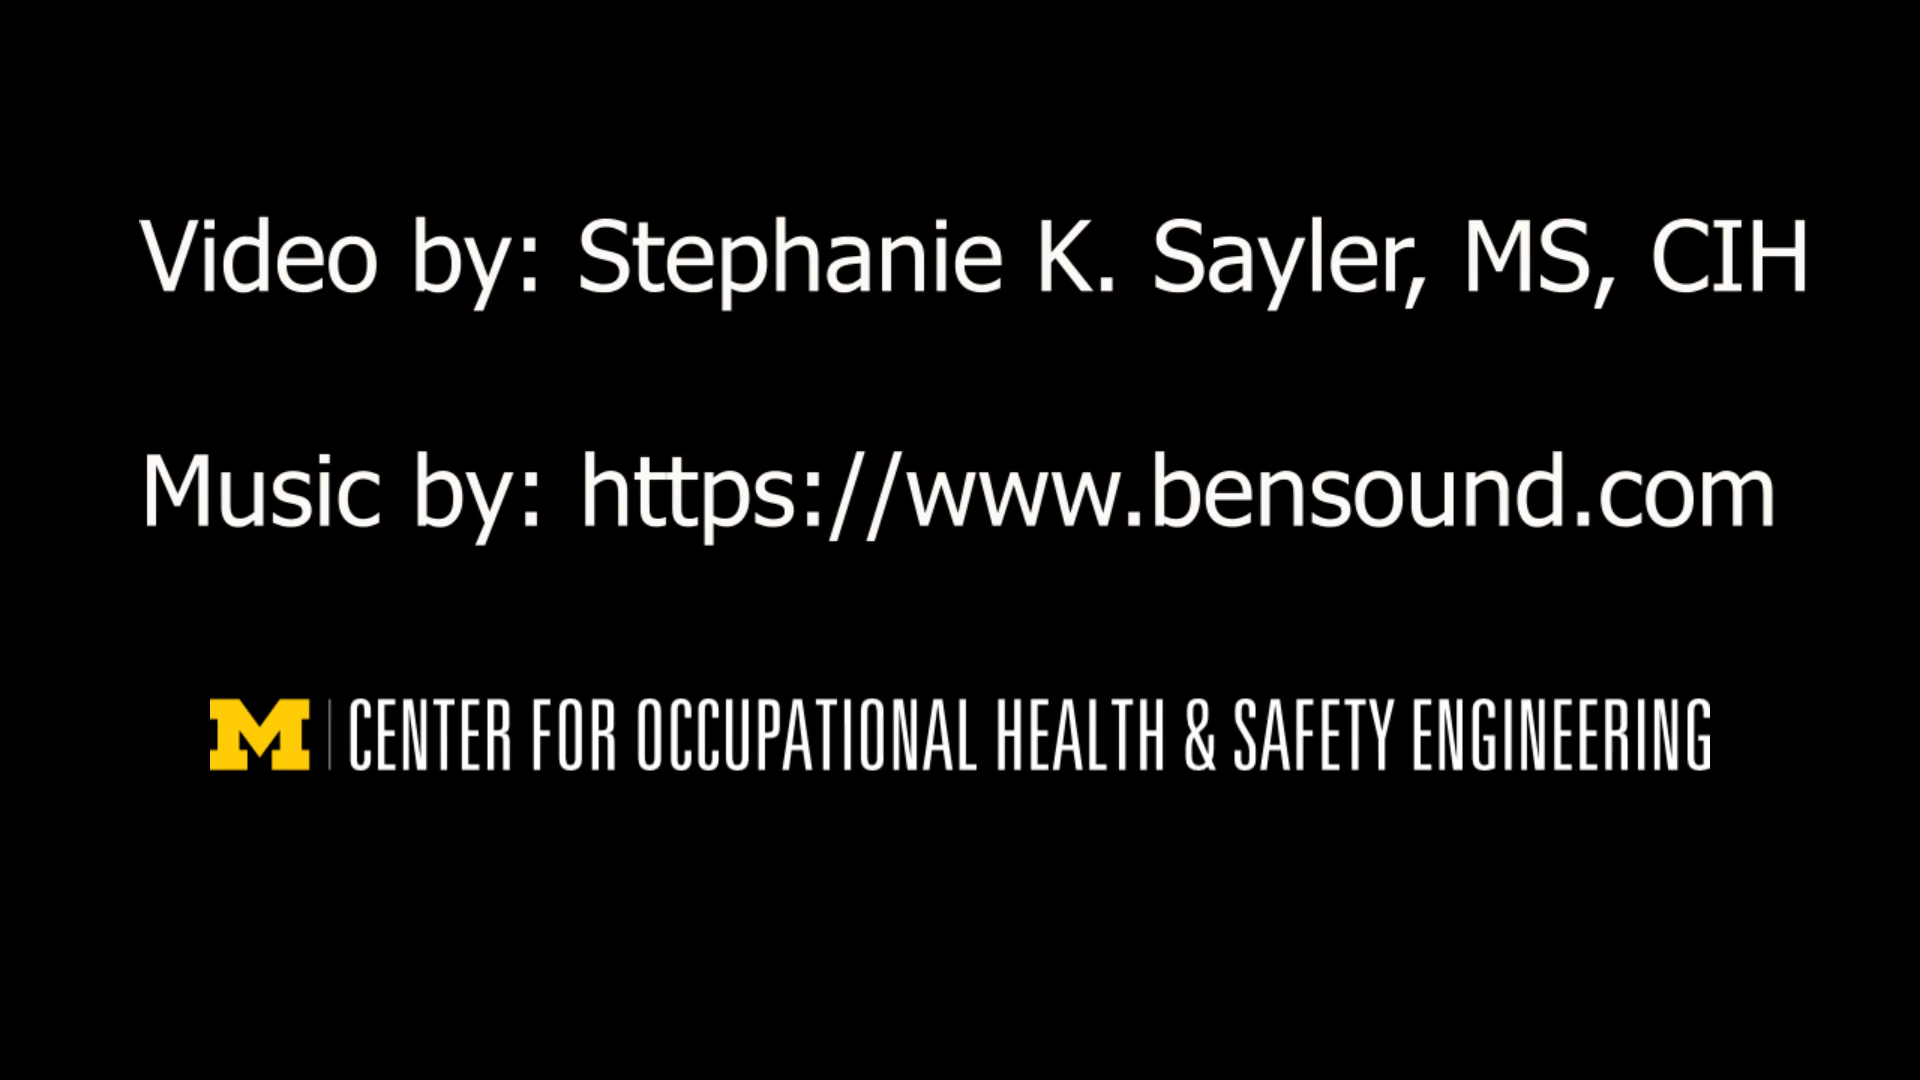 Video by: Stephanie K. Sayler, MS, CIH
Music by: https://www.bensound.com
M | CENTER FOR OCCUPATIONAL HEALTH & SAFETY ENGINEERING